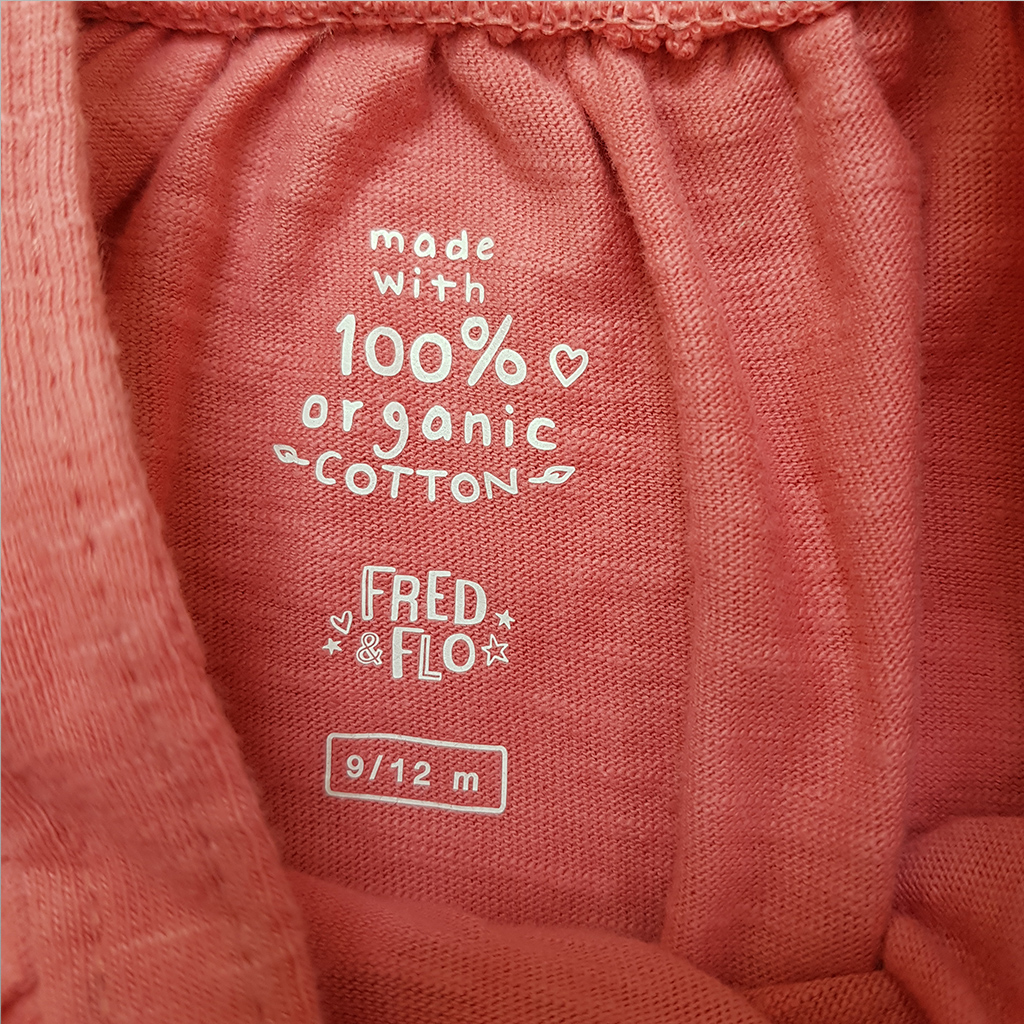 made
with
100%
organic
COTTON
FRED
& FLO
9/12 m